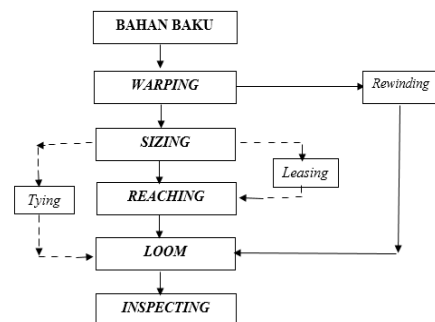 BAHAN BAKU
WARPING
Rewinding
SIZING
Leasing
Tying
REACHING
LOOM
INSPECTING